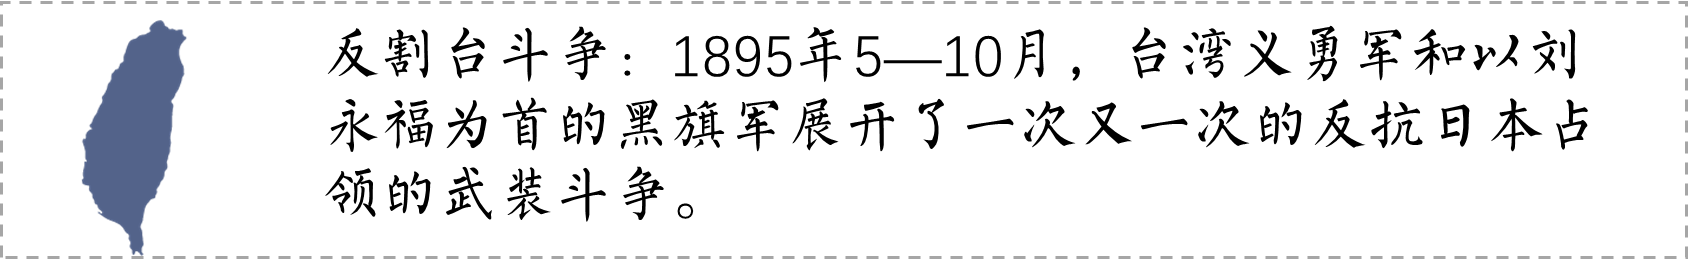 反割台斗争：1895年5—10月，台湾义勇军和以刘
永福为首的黑旗军展开了一次又一次的反抗日本占
领的武装斗争。